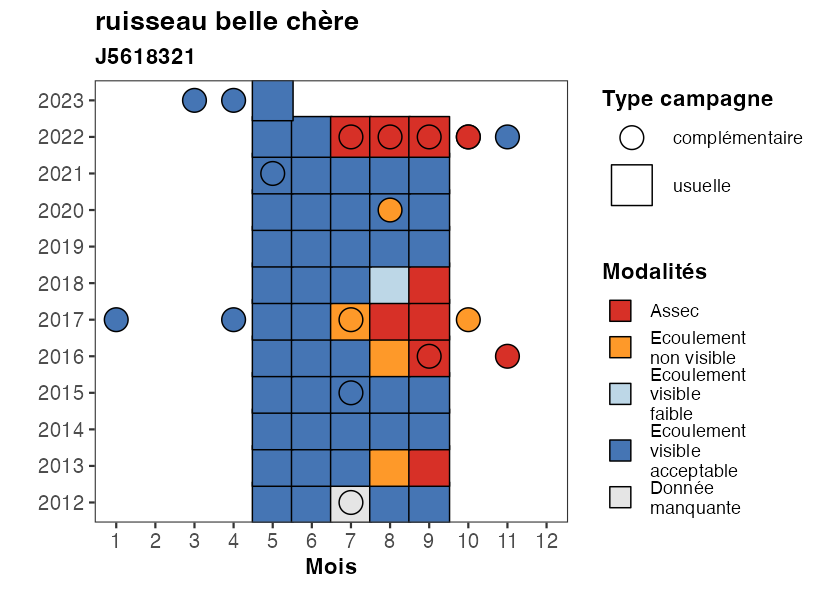 ruisseau belle chère
J5618321
2023
2022
2021
2020
2019
2018
2017
2016
2015
2014
2013
2012
1 2 3 4 5 6 7 8 9 10 11 12
Mois
Type campagne
complémentaire
usuelle
Modalités
Assec
Ecoulement
non visible
Ecoulement
visible
faible
Ecoulement
visible
acceptable
Donnée
manquante